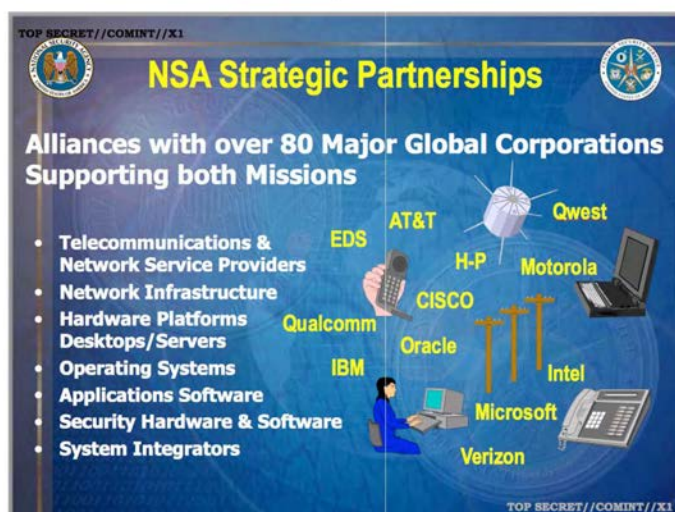 TOP SECRET//COMINT//X1
NSA Strategic Partnerships
Alliances with over 80 Major Global Corporations
Supporting both Missions
• Telecommunications &
Network Service Providers
• Network Infrastructure
• Hardware Platforms
Desktops/Servers
• Operating Systems
• Applications Software
• Security Hardware & Software
• System Integrators
AT&T
Qwest
EDS
H-P
Motorola
CISCO
Qualcomm
Oracle
IBM
Intel
Microsoft
Verizon
TOP SECRET//COMINT//X1